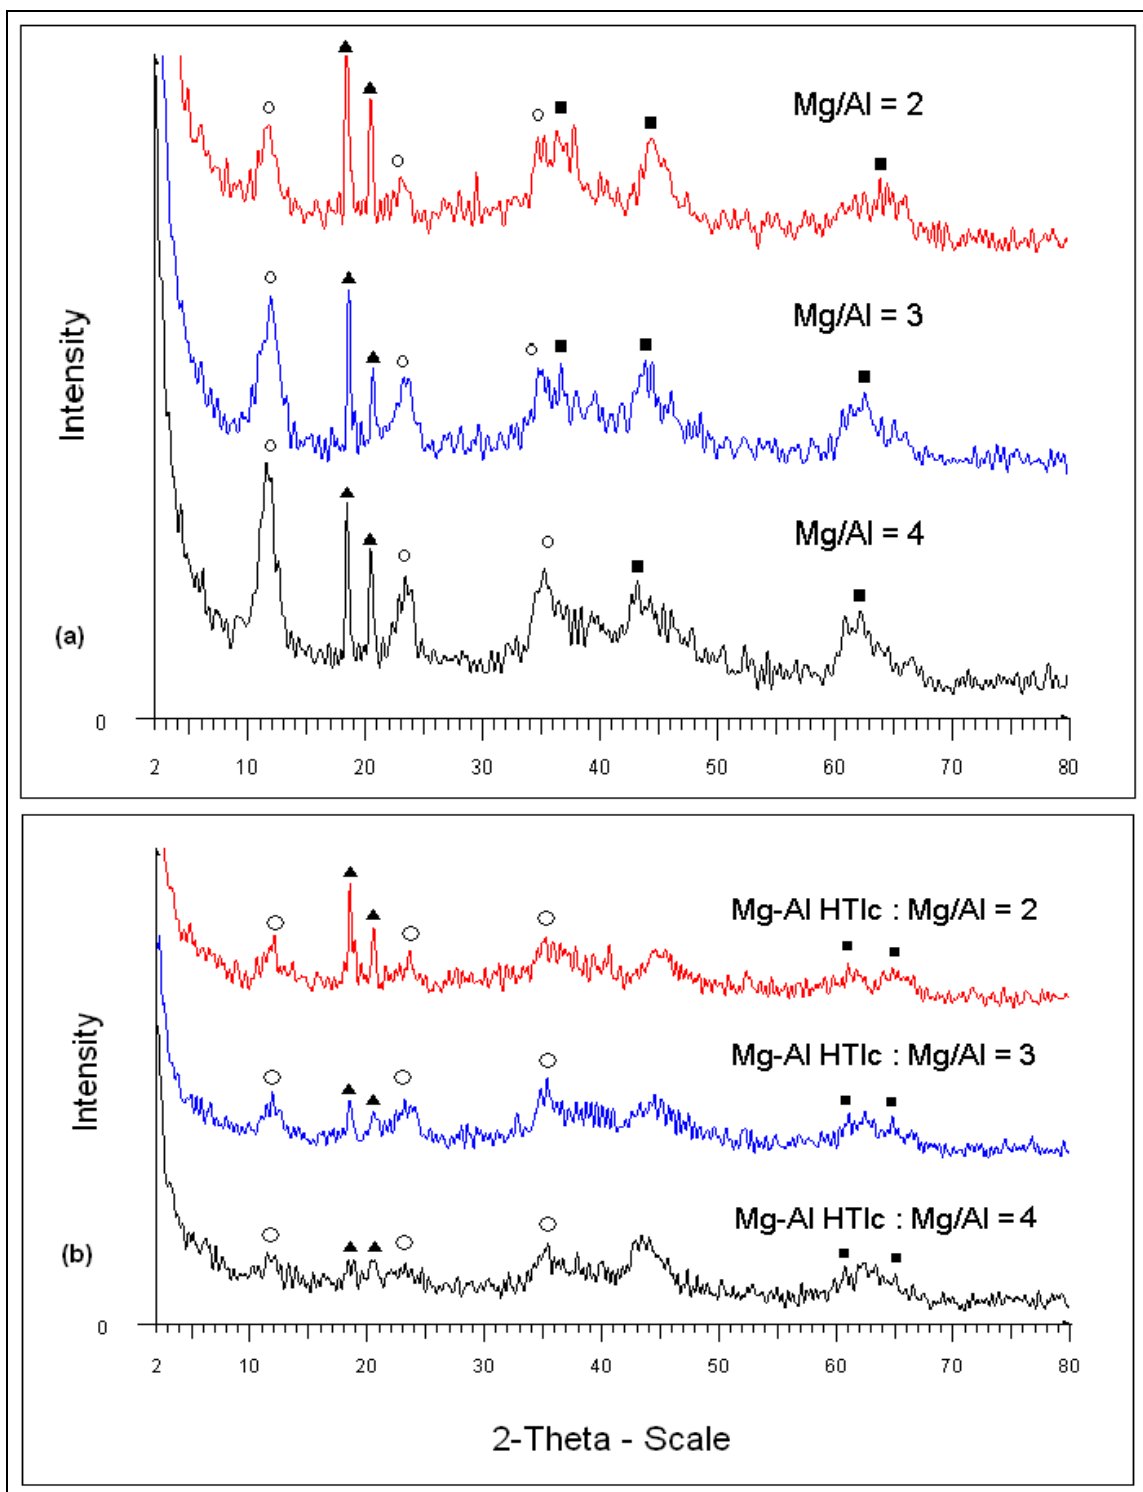 Mg/Al = 2
Mg/Al = 3
Mg/Al = 4
Intensity
(a)
0
2 10 20 30 40 50 60 70 80
Mg-Al HTlc : Mg/Al = 2
Mg-Al HTlc : Mg/Al = 3
Mg-Al HTlc : Mg/Al = 4
Intensity
(b)
0
2 10 20 30 40 50 60 70 80
2-Theta - Scale